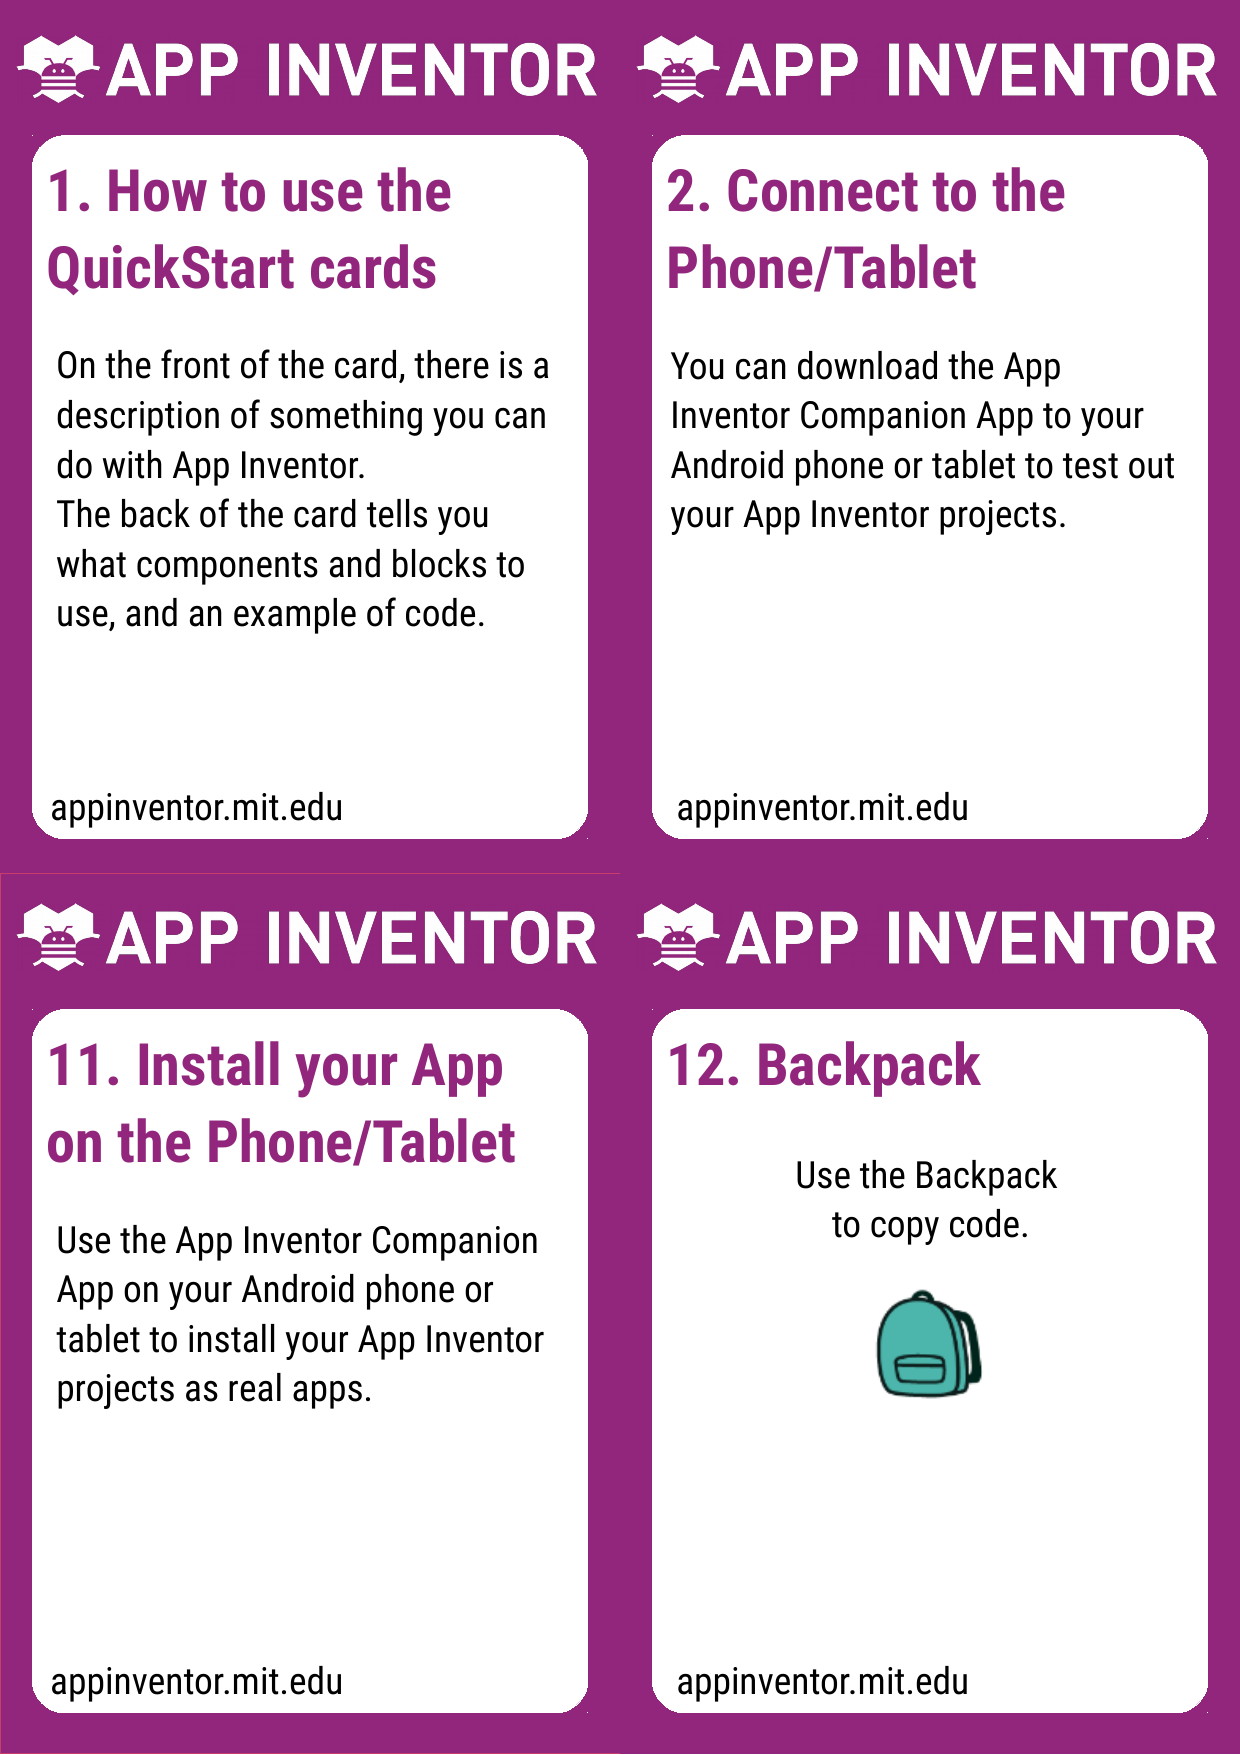 APP INVENTOR
1. How to use the
QuickStart cards
On the front of the card, there is a
description of something you can
do with App Inventor.
The back of the card tells you
what components and blocks to
use, and an example of code.
appinventor.mit.edu
APP INVENTOR
2. Connect to the
Phone/Tablet
You can download the App
Inventor Companion App to your
Android phone or tablet to test out
your App Inventor projects.
appinventor.mit.edu
APP INVENTOR
11. Install your App
on the Phone/Tablet
Use the App Inventor Companion
App on your Android phone or
tablet to install your App Inventor
projects as real apps.
appinventor.mit.edu
APP INVENTOR
12. Backpack
Use the Backpack
to copy code.
appinventor.mit.edu